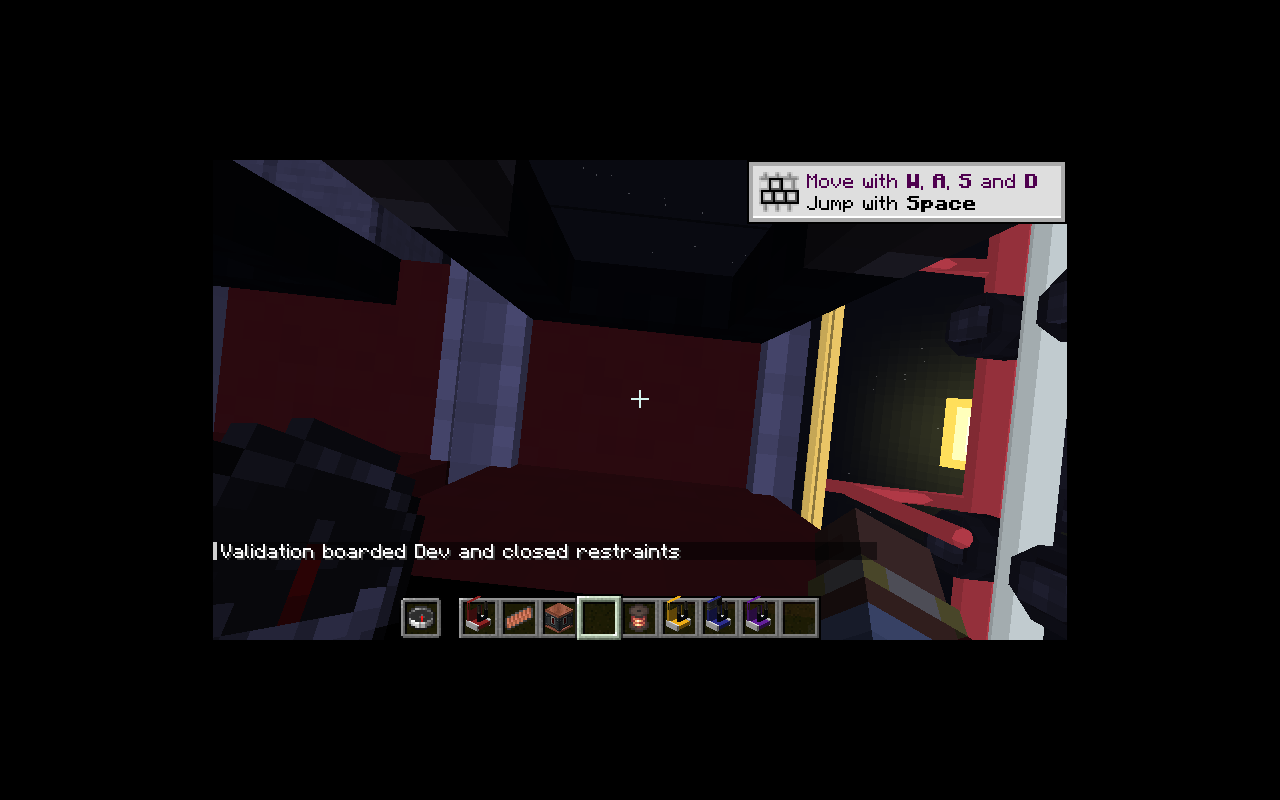 Move with W, A, S and D
Jump with Space
Validation boarded Dev and closed restraints